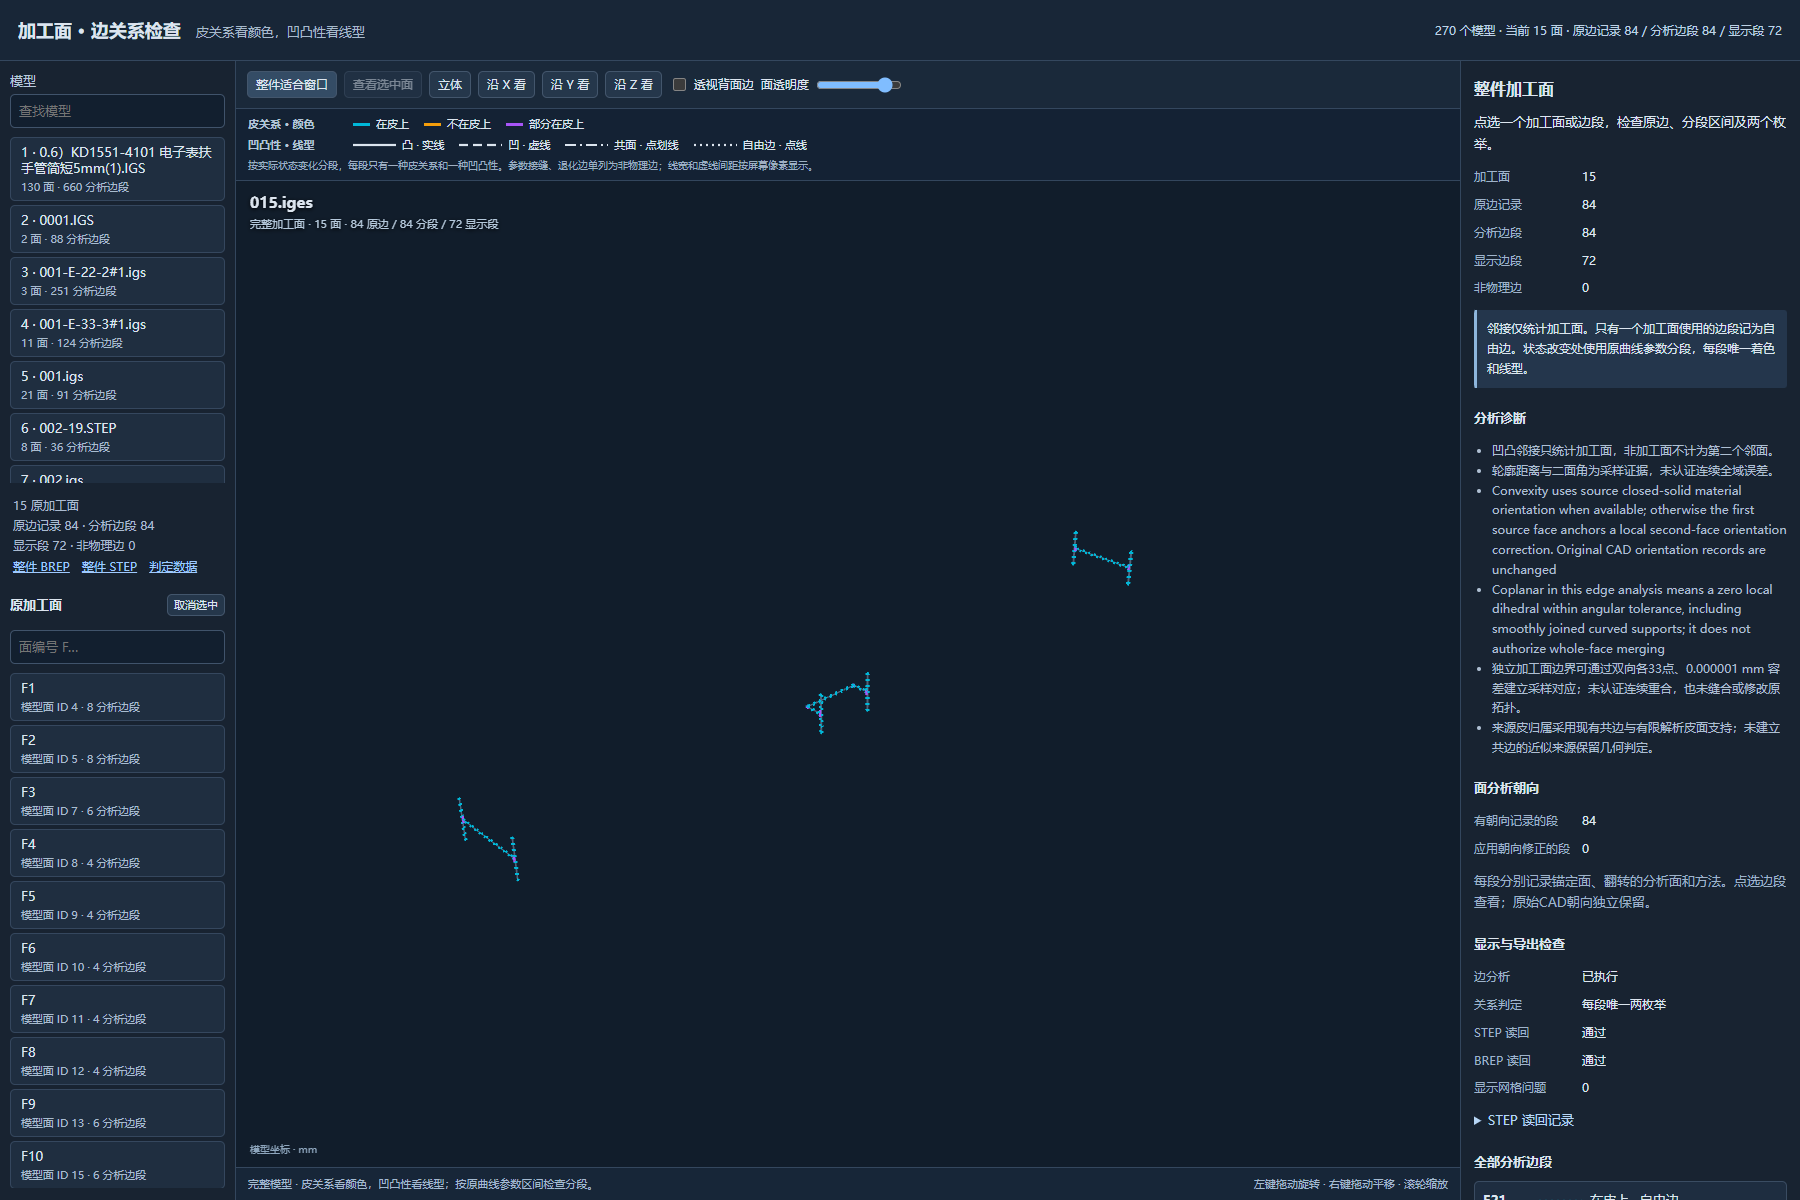 加工面 • 边关系检查
皮关系看颜色，凹凸性看线型
270 个模型 · 当前 15 面 · 原边记录 84 / 分析边段 84 / 显示段 72
模型
查找模型
1 · 0.6）KD1551-4101 电子表扶
手管简短5mm(1).IGS
130 面 · 660 分析边段
2 · 0001.IGS
2 面 · 88 分析边段
3 · 001-E-22-2#1.igs
3 面 · 251 分析边段
4 · 001-E-33-3#1.igs
11 面 · 124 分析边段
5 · 001.igs
21 面 · 91 分析边段
6 · 002-19.STEP
8 面 · 36 分析边段
7 · 002.igs
15 原加工面
原边记录 84 · 分析边段 84
显示段 72 · 非物理边 0
整件 BREP 整件 STEP 判定数据
原加工面
取消选中
面编号 F...
F1
模型面 ID 4 · 8 分析边段
F2
模型面 ID 5 · 8 分析边段
F3
模型面 ID 7 · 6 分析边段
F4
模型面 ID 8 · 4 分析边段
F5
模型面 ID 9 · 4 分析边段
F6
模型面 ID 10 · 4 分析边段
F7
模型面 ID 11 · 4 分析边段
F8
模型面 ID 12 · 4 分析边段
F9
模型面 ID 13 · 6 分析边段
F10
模型面 ID 15 · 6 分析边段
整件适合窗口 查看选中面 立体 沿 X 看 沿 Y 看 沿 Z 看 透视背面边 面透明度
皮关系 • 颜色 在皮上 不在皮上 部分在皮上
凹凸性 • 线型 凸 · 实线 凹 · 虚线 共面 · 点划线 自由边 · 点线
按实际状态变化分段，每段只有一种皮关系和一种凹凸性。参数接缝、退化边单列为非物理边；线宽和虚线间距按屏幕像素显示。
015.iges
完整加工面 · 15 面 · 84 原边 / 84 分段 / 72 显示段
模型坐标 · mm
完整模型 · 皮关系看颜色，凹凸性看线型；按原曲线参数区间检查分段。
左键拖动旋转 · 右键拖动平移 · 滚轮缩放
整件加工面
点选一个加工面或边段，检查原边、分段区间及两个枚
举。
加工面 15
原边记录 84
分析边段 84
显示边段 72
非物理边 0
邻接仅统计加工面。只有一个加工面使用的边段记为自
由边。状态改变处使用原曲线参数分段，每段唯一着色
和线型。
分析诊断
• 凹凸邻接只统计加工面，非加工面不计为第二个邻面。
• 轮廓距离与二面角为采样证据，未认证连续全域误差。
• Convexity uses source closed-solid material
orientation when available; otherwise the first
source face anchors a local second-face orientation
correction. Original CAD orientation records are
unchanged
• Coplanar in this edge analysis means a zero local
dihedral within angular tolerance, including
smoothly joined curved supports; it does not
authorize whole-face merging
• 独立加工面边界可通过双向各33点、0.000001 mm 容
差建立采样对应；未认证连续重合，也未缝合或修改原
拓扑。
• 来源皮归属采用现有共边与有限解析皮面支持；未建立
共边的近似来源保留几何判定。
面分析朝向
有朝向记录的段 84
应用朝向修正的段 0
每段分别记录锚定面、翻转的分析面和方法。点选边段
查看；原始CAD朝向独立保留。
显示与导出检查
边分析 已执行
关系判定 每段唯一两枚举
STEP 读回 通过
BREP 读回 通过
显示网格问题 0
▶ STEP 读回记录
全部分析边段
E21 在皮上 自由边